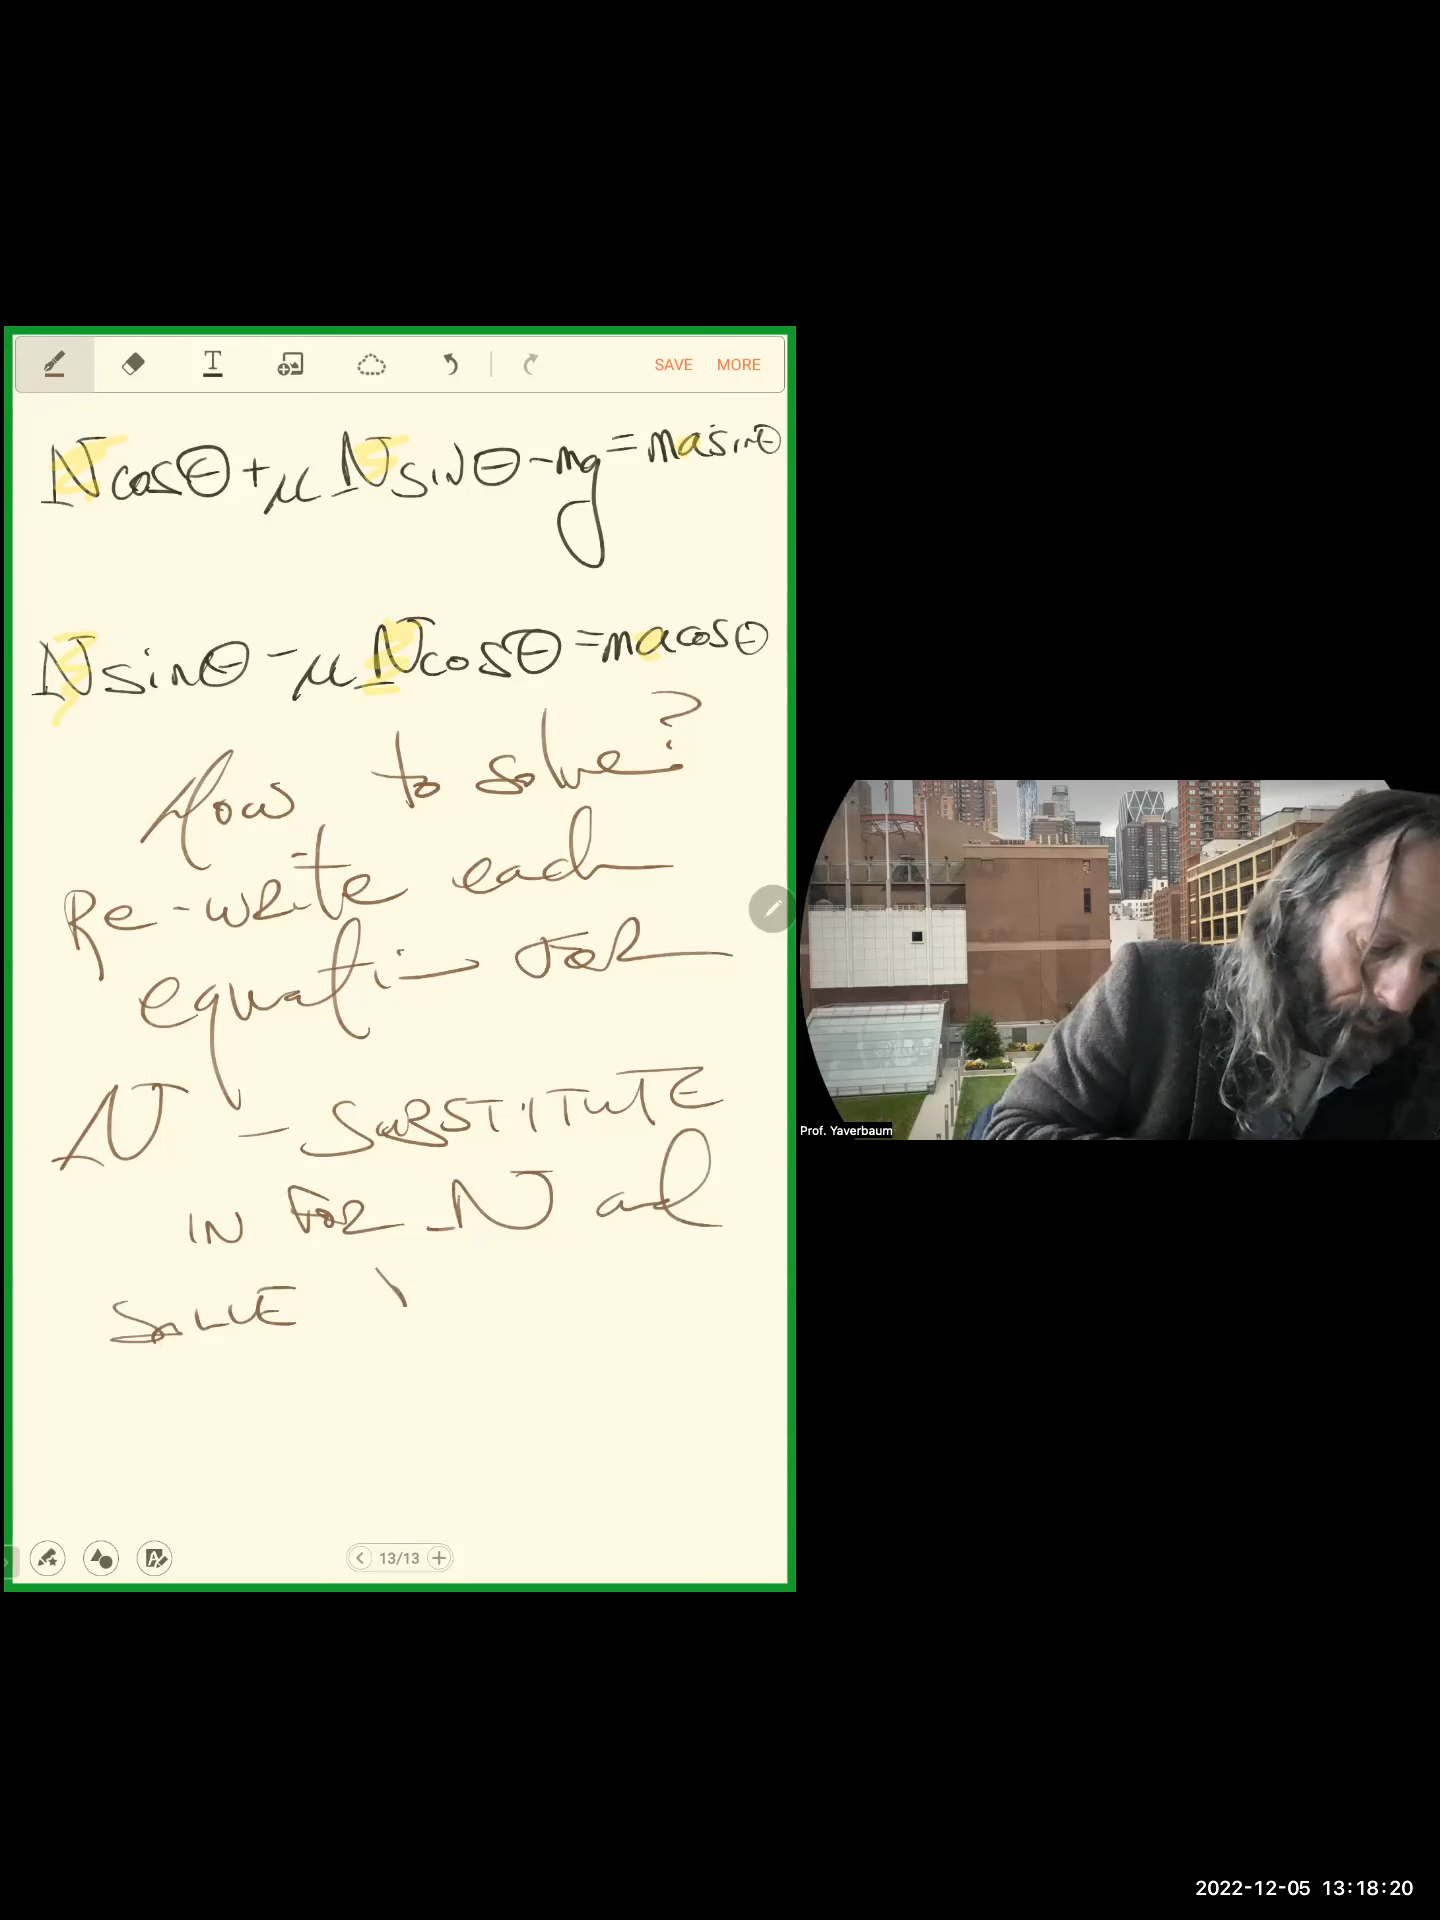 SAVE MORE
Ncosθ+μNSINθ-mg=masinθ
Nsinθ-μNcosθ=macosθ
How to solve?
Re-write each
equation FOR
N - SUBSTITUTE
IN FOR N and
SOLVE \
13/13
Prof. Yaverbaum
2022-12-05 13:18:20